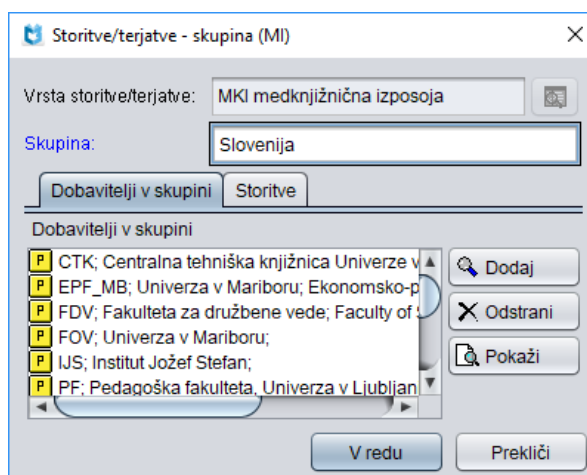 Storitve/terjatve - skupina (MI)
Vrsta storitve/terjatve: MKI medknjižnična izposoja
Skupina: Slovenija
Dobavitelji v skupini Storitve
Dobavitelji v skupini
P CTK; Centralna tehniška knjižnica Univerze v
P EPF_MB; Univerza v Mariboru; Ekonomsko-p
P FDV; Fakulteta za družbene vede; Faculty of
P FOV; Univerza v Mariboru;
P IJS; Institut Jožef Stefan;
P PF; Pedagoška fakulteta, Univerza v Ljubljan
Dodaj
Odstrani
Pokaži
V redu Prekliči